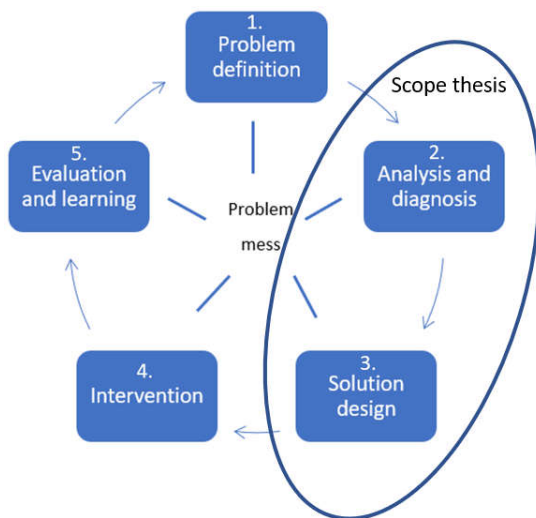 1.
Problem
definition
Scope thesis
2.
Analysis and
diagnosis
3.
Solution
design
4.
Intervention
5.
Evaluation
and learning
Problem
mess